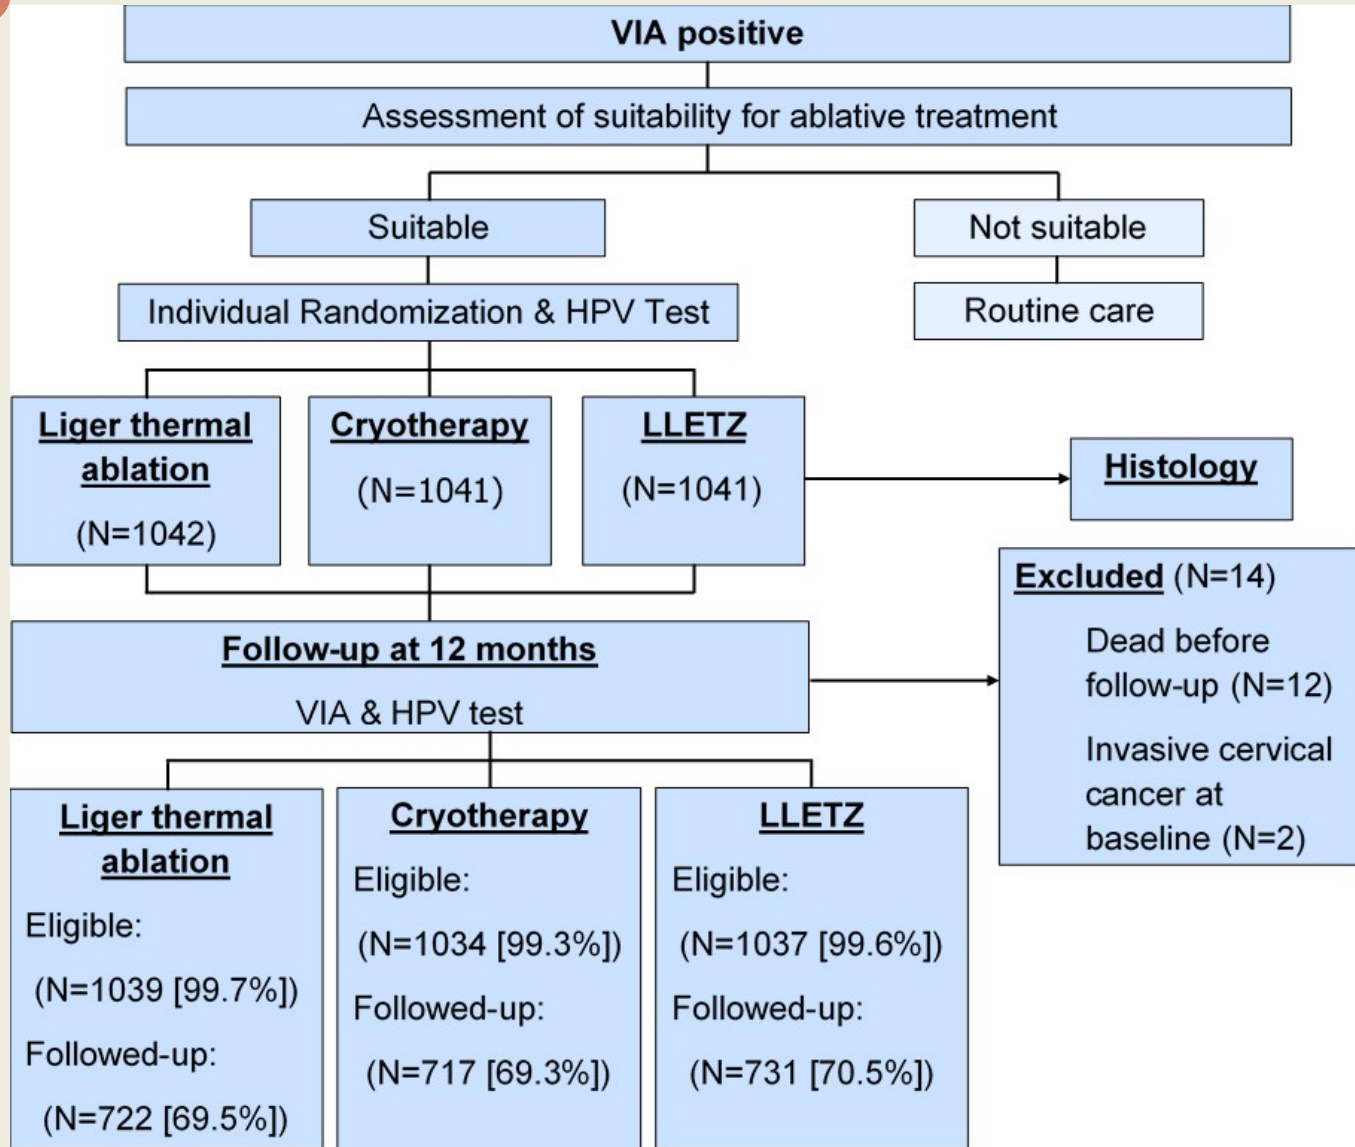 VIA positive
Assessment of suitability for ablative treatment
Suitable
Not suitable
Individual Randomization & HPV Test
Routine care
Liger thermal
ablation
(N=1042)
Cryotherapy
(N=1041)
LLETZ
(N=1041)
Histology
Excluded (N=14)
Dead before
follow-up (N=12)
Invasive cervical
cancer at
baseline (N=2)
Follow-up at 12 months
VIA & HPV test
Liger thermal
ablation
Eligible:
(N=1039 [99.7%])
Followed-up:
(N=722 [69.5%])
Cryotherapy
Eligible:
(N=1034 [99.3%])
Followed-up:
(N=717 [69.3%])
LLETZ
Eligible:
(N=1037 [99.6%])
Followed-up:
(N=731 [70.5%])